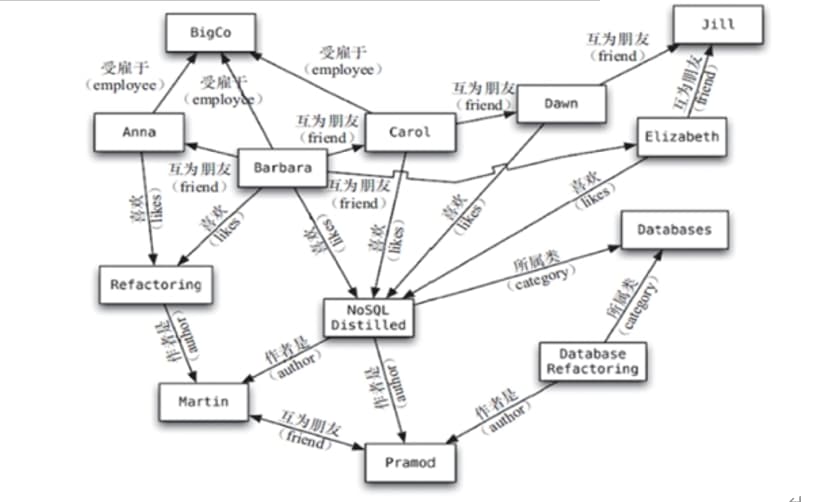 BigCo
Jill
受雇于
(employee)
受雇于
(employee)
受雇于
(employee)
互为朋友
(friend)
互为朋友
(friend)
互为朋友
(friend)
Anna
互为朋友
(friend)
Carol
Dawn
Elizabeth
Barbara
互为朋友
(friend)
互为朋友
(friend)
喜欢
(likes)
喜欢
(likes)
喜欢
(likes)
喜欢
(likes)
喜欢
(likes)
喜欢
(likes)
Databases
所属类
(category)
所属类
(category)
Refactoring
NoSQL
Distilled
作者是
(author)
作者是
(author)
作者是
(author)
作者是
(author)
Database
Refactoring
Martin
互为朋友
(friend)
Pramod